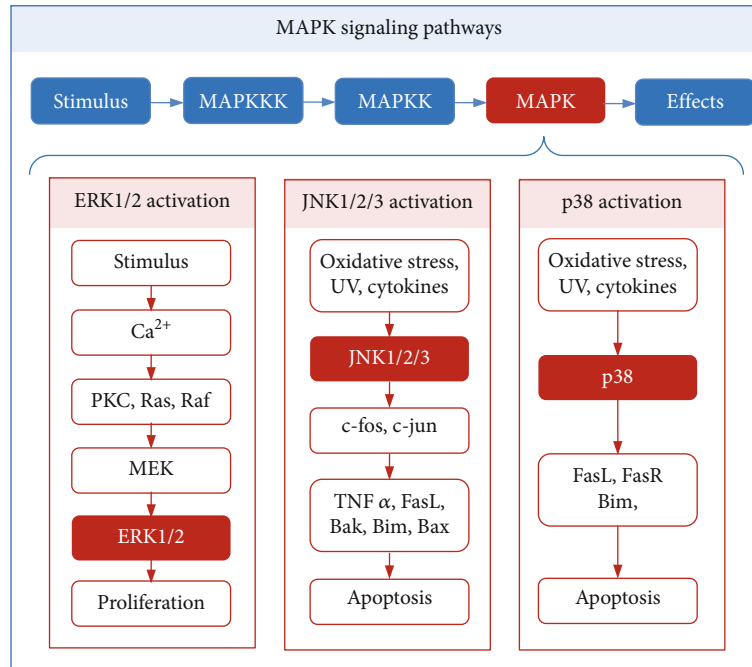 MAPK signaling pathways
Stimulus
MAPKKK
MAPKK
MAPK
Effects
ERK1/2 activation
Stimulus
Ca²⁺
PKC, Ras, Raf
MEK
ERK1/2
Proliferation
JNK1/2/3 activation
Oxidative stress,
UV, cytokines
JNK1/2/3
c-fos, c-jun
TNF α, FasL,
Bak, Bim, Bax
Apoptosis
p38 activation
Oxidative stress,
UV, cytokines
p38
FasL, FasR
Bim,
Apoptosis